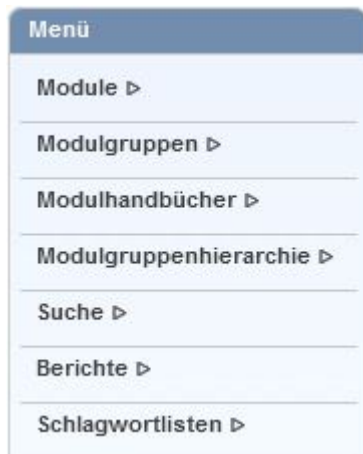 Menü
Module
Modulgruppen
Modulhandbücher
Modulgruppenhierarchie
Suche
Berichte
Schlagwortlisten